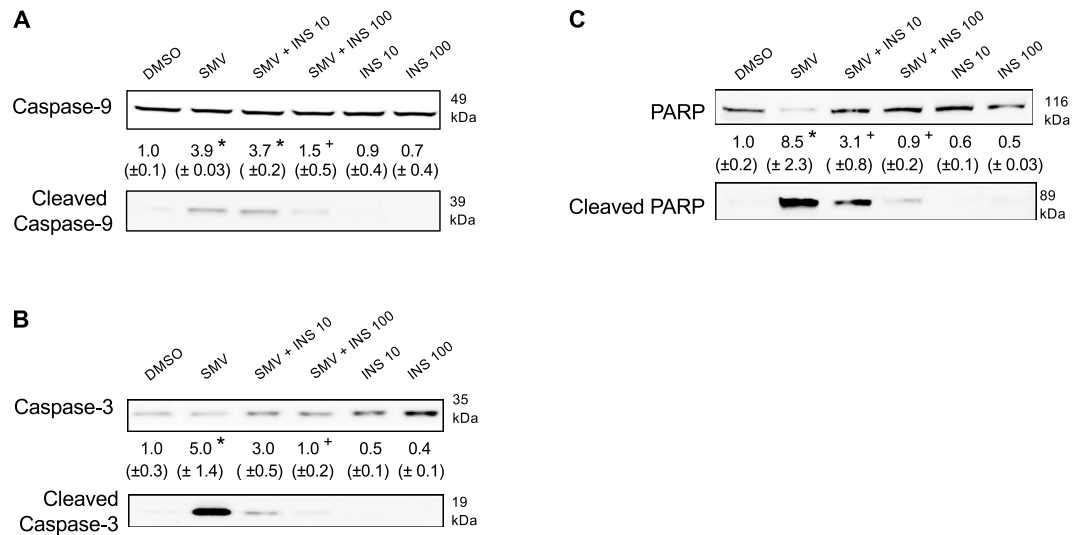 A
DMSO SMV SMV + INS 10 SMV + INS 100 INS 10 INS 100
Caspase-9 49 kDa
1.0 3.9 * 3.7 * 1.5 + 0.9 0.7
(±0.1) (± 0.03) ( ±0.2) (±0.5) (±0.4) (± 0.4)
Cleaved Caspase-9 39 kDa
B
DMSO SMV SMV + INS 10 SMV + INS 100 INS 10 INS 100
Caspase-3 35 kDa
1.0 5.0 * 3.0 1.0 + 0.5 0.4
(±0.3) (± 1.4) ( ±0.5) (±0.2) (±0.1) (± 0.1)
Cleaved Caspase-3 19 kDa
C
DMSO SMV SMV + INS 10 SMV + INS 100 INS 10 INS 100
PARP 116 kDa
1.0 8.5 * 3.1 + 0.9 + 0.6 0.5
(±0.2) (± 2.3) ( ±0.8) (±0.2) (±0.1) (± 0.03)
Cleaved PARP 89 kDa